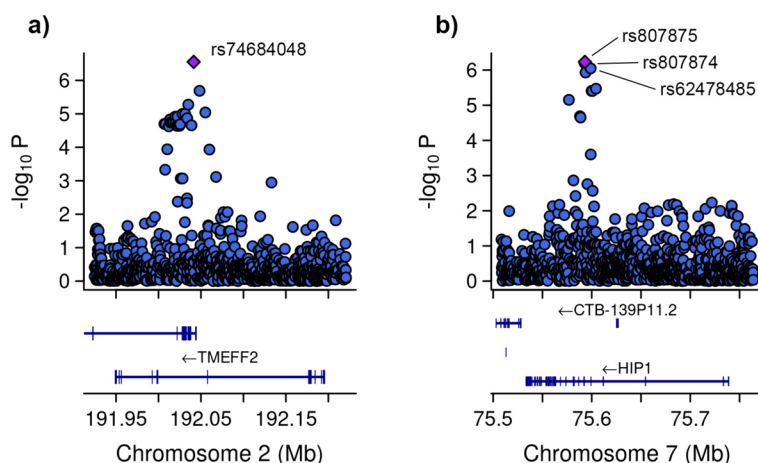 a)
rs74684048
-log10 P
6
5
4
3
2
1
0
←TMEFF2
191.95 192.05 192.15
Chromosome 2 (Mb)
b)
rs807875
rs807874
rs62478485
-log10 P
6
5
4
3
2
1
0
←CTB-139P11.2
←HIP1
75.5 75.6 75.7
Chromosome 7 (Mb)